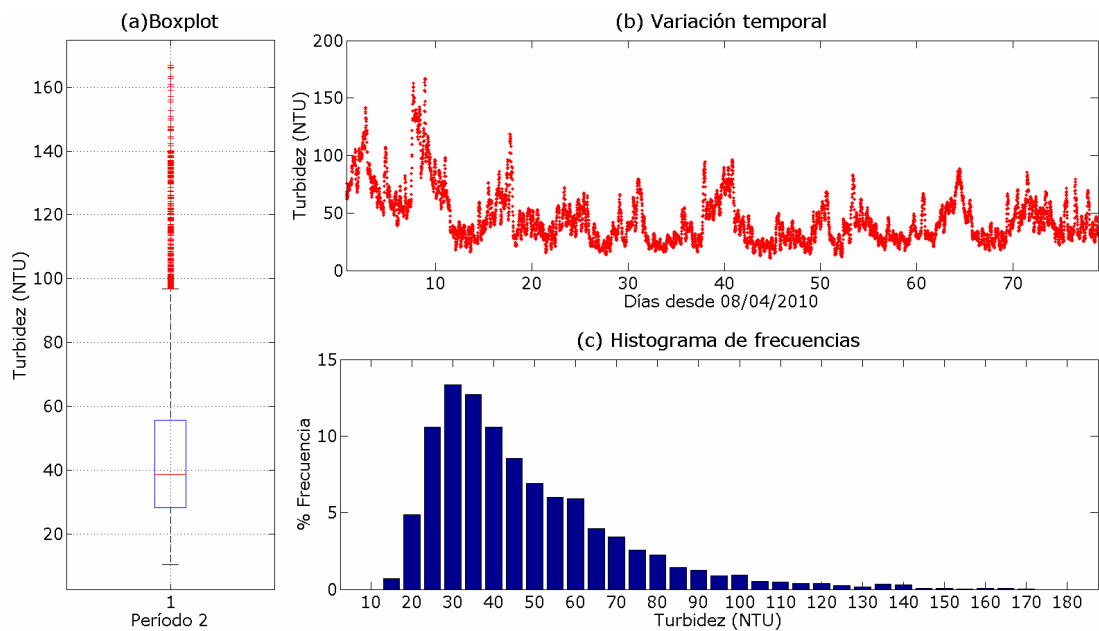 (a)Boxplot
Turbidez (NTU)
160
140
120
100
80
60
40
20
1
Período 2
(b) Variación temporal
Turbidez (NTU)
200
150
100
50
0
10 20 30 40 50 60 70
Días desde 08/04/2010
(c) Histograma de frecuencias
% Frecuencia
15
10
5
0
10 20 30 40 50 60 70 80 90 100 110 120 130 140 150 160 170 180
Turbidez (NTU)